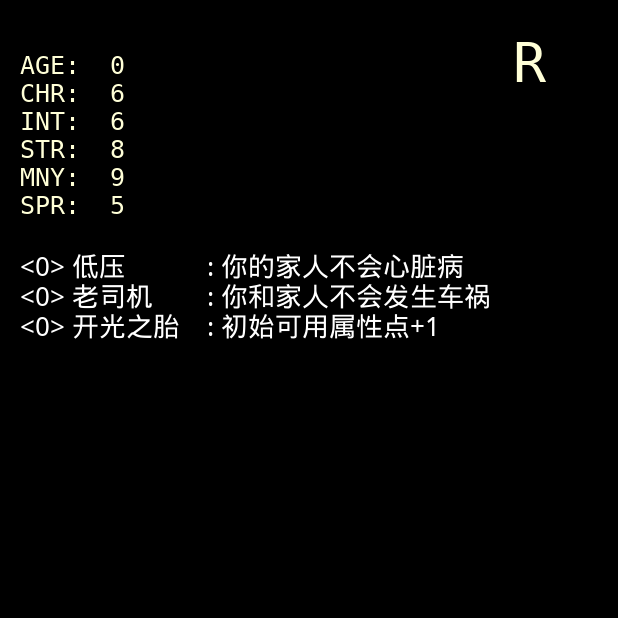 R
AGE: 0
CHR: 6
INT: 6
STR: 8
MNY: 9
SPR: 5
<0> 低压 : 你的家人不会心脏病
<0> 老司机 : 你和家人不会发生车祸
<0> 开光之胎 : 初始可用属性点+1